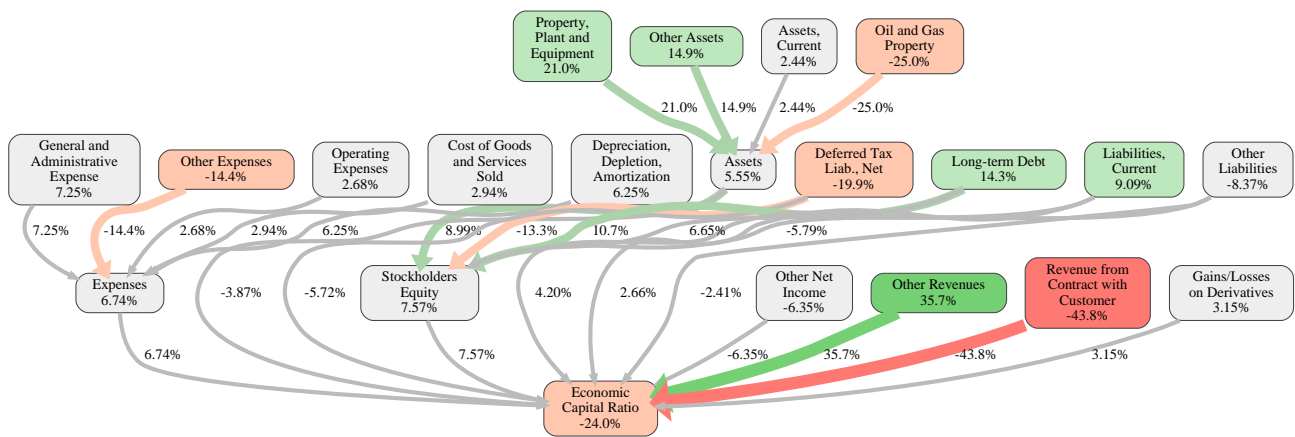 Property,
Plant and
Equipment
21.0%
Other Assets
14.9%
Assets,
Current
2.44%
Oil and Gas
Property
-25.0%
21.0%
14.9%
2.44%
-25.0%
General and
Administrative
Expense
7.25%
Other Expenses
-14.4%
Operating
Expenses
2.68%
Cost of Goods
and Services
Sold
2.94%
Depreciation,
Depletion,
Amortization
6.25%
Assets
5.55%
Deferred Tax
Liab., Net
-19.9%
Long-term Debt
14.3%
Liabilities,
Current
9.09%
Other
Liabilities
-8.37%
7.25%
-14.4%
2.68%
2.94%
6.25%
8.99%
-13.3%
10.7%
6.65%
-5.79%
Expenses
6.74%
Stockholders
Equity
7.57%
Other Net
Income
-6.35%
Other Revenues
35.7%
Revenue from
Contract with
Customer
-43.8%
Gains/Losses
on Derivatives
3.15%
-3.87%
-5.72%
4.20%
2.66%
-2.41%
6.74%
7.57%
-6.35%
35.7%
-43.8%
3.15%
Economic
Capital Ratio
-24.0%